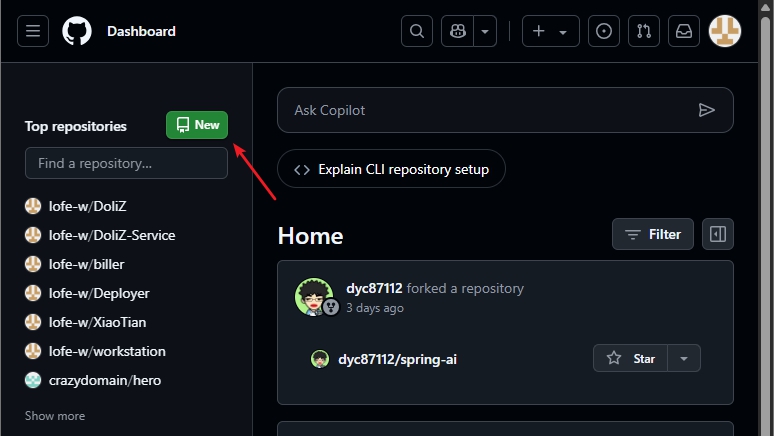 Dashboard
Top repositories
New
Find a repository...
lofe-w/DoliZ
lofe-w/DoliZ-Service
lofe-w/biller
lofe-w/Deployer
lofe-w/XiaoTian
lofe-w/workstation
crazydomain/hero
Show more
Ask Copilot
Explain CLI repository setup
Home
Filter
dyc87112 forked a repository
3 days ago
dyc87112/spring-ai
Star